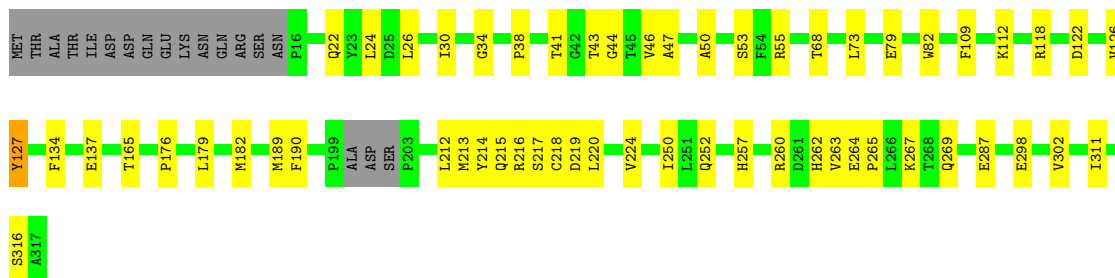 MET THR ALA THR ILE ASP ASP GLN GLU LYS ASN GLN ARG SER ASN P16 Q22 Y23 L24 D25 L26 I30 G34 P38 T41 G42 T43 G44 T45 V46 A47 A50 S53 F54 R55 T68 L73 E79 W82 F109 K112 R118 D122
Y127 F134 E137 T165 P176 L179 M182 M189 F190 P199 ALA ASP SER P203 L212 M213 Y214 Q215 R216 S217 C218 D219 L220 V224 I250 L251 Q252 H257 R260 D261 H262 V263 E264 P265 L266 K267 T268 Q269 E287 E298 V302 I311
S316 A317